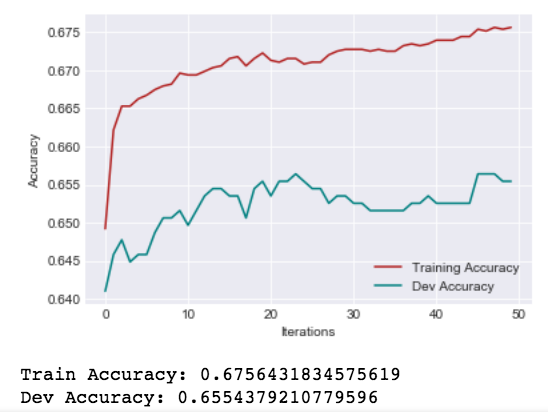 0.675
0.670
0.665
0.660
0.655
0.650
0.645
0.640
Accuracy
Training Accuracy
Dev Accuracy
0 10 20 30 40 50
Iterations
Train Accuracy: 0.6756431834575619
Dev Accuracy: 0.6554379210779596